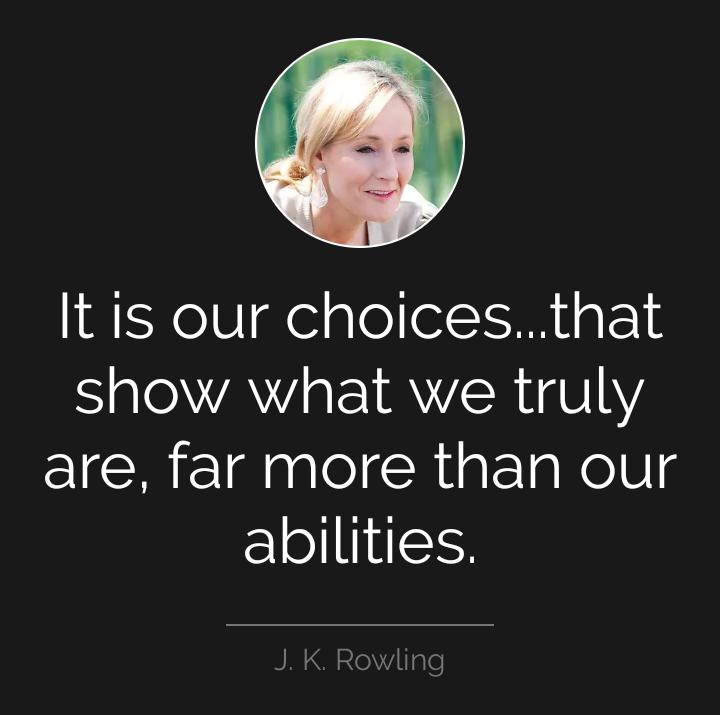 It is our choices...that
show what we truly
are, far more than our
abilities.
J. K. Rowling